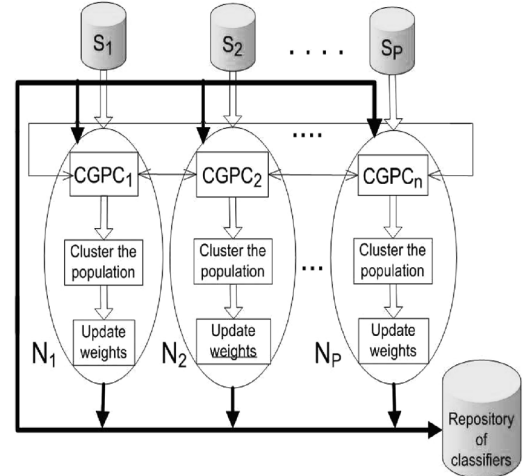 S1 S2 . . . . SP
....
CGPC1 CGPC2 CGPCn
Cluster the population
Cluster the population
...
Cluster the population
N1 Update weights
N2 Update weights
NP Update weights
Repository
of
classifiers